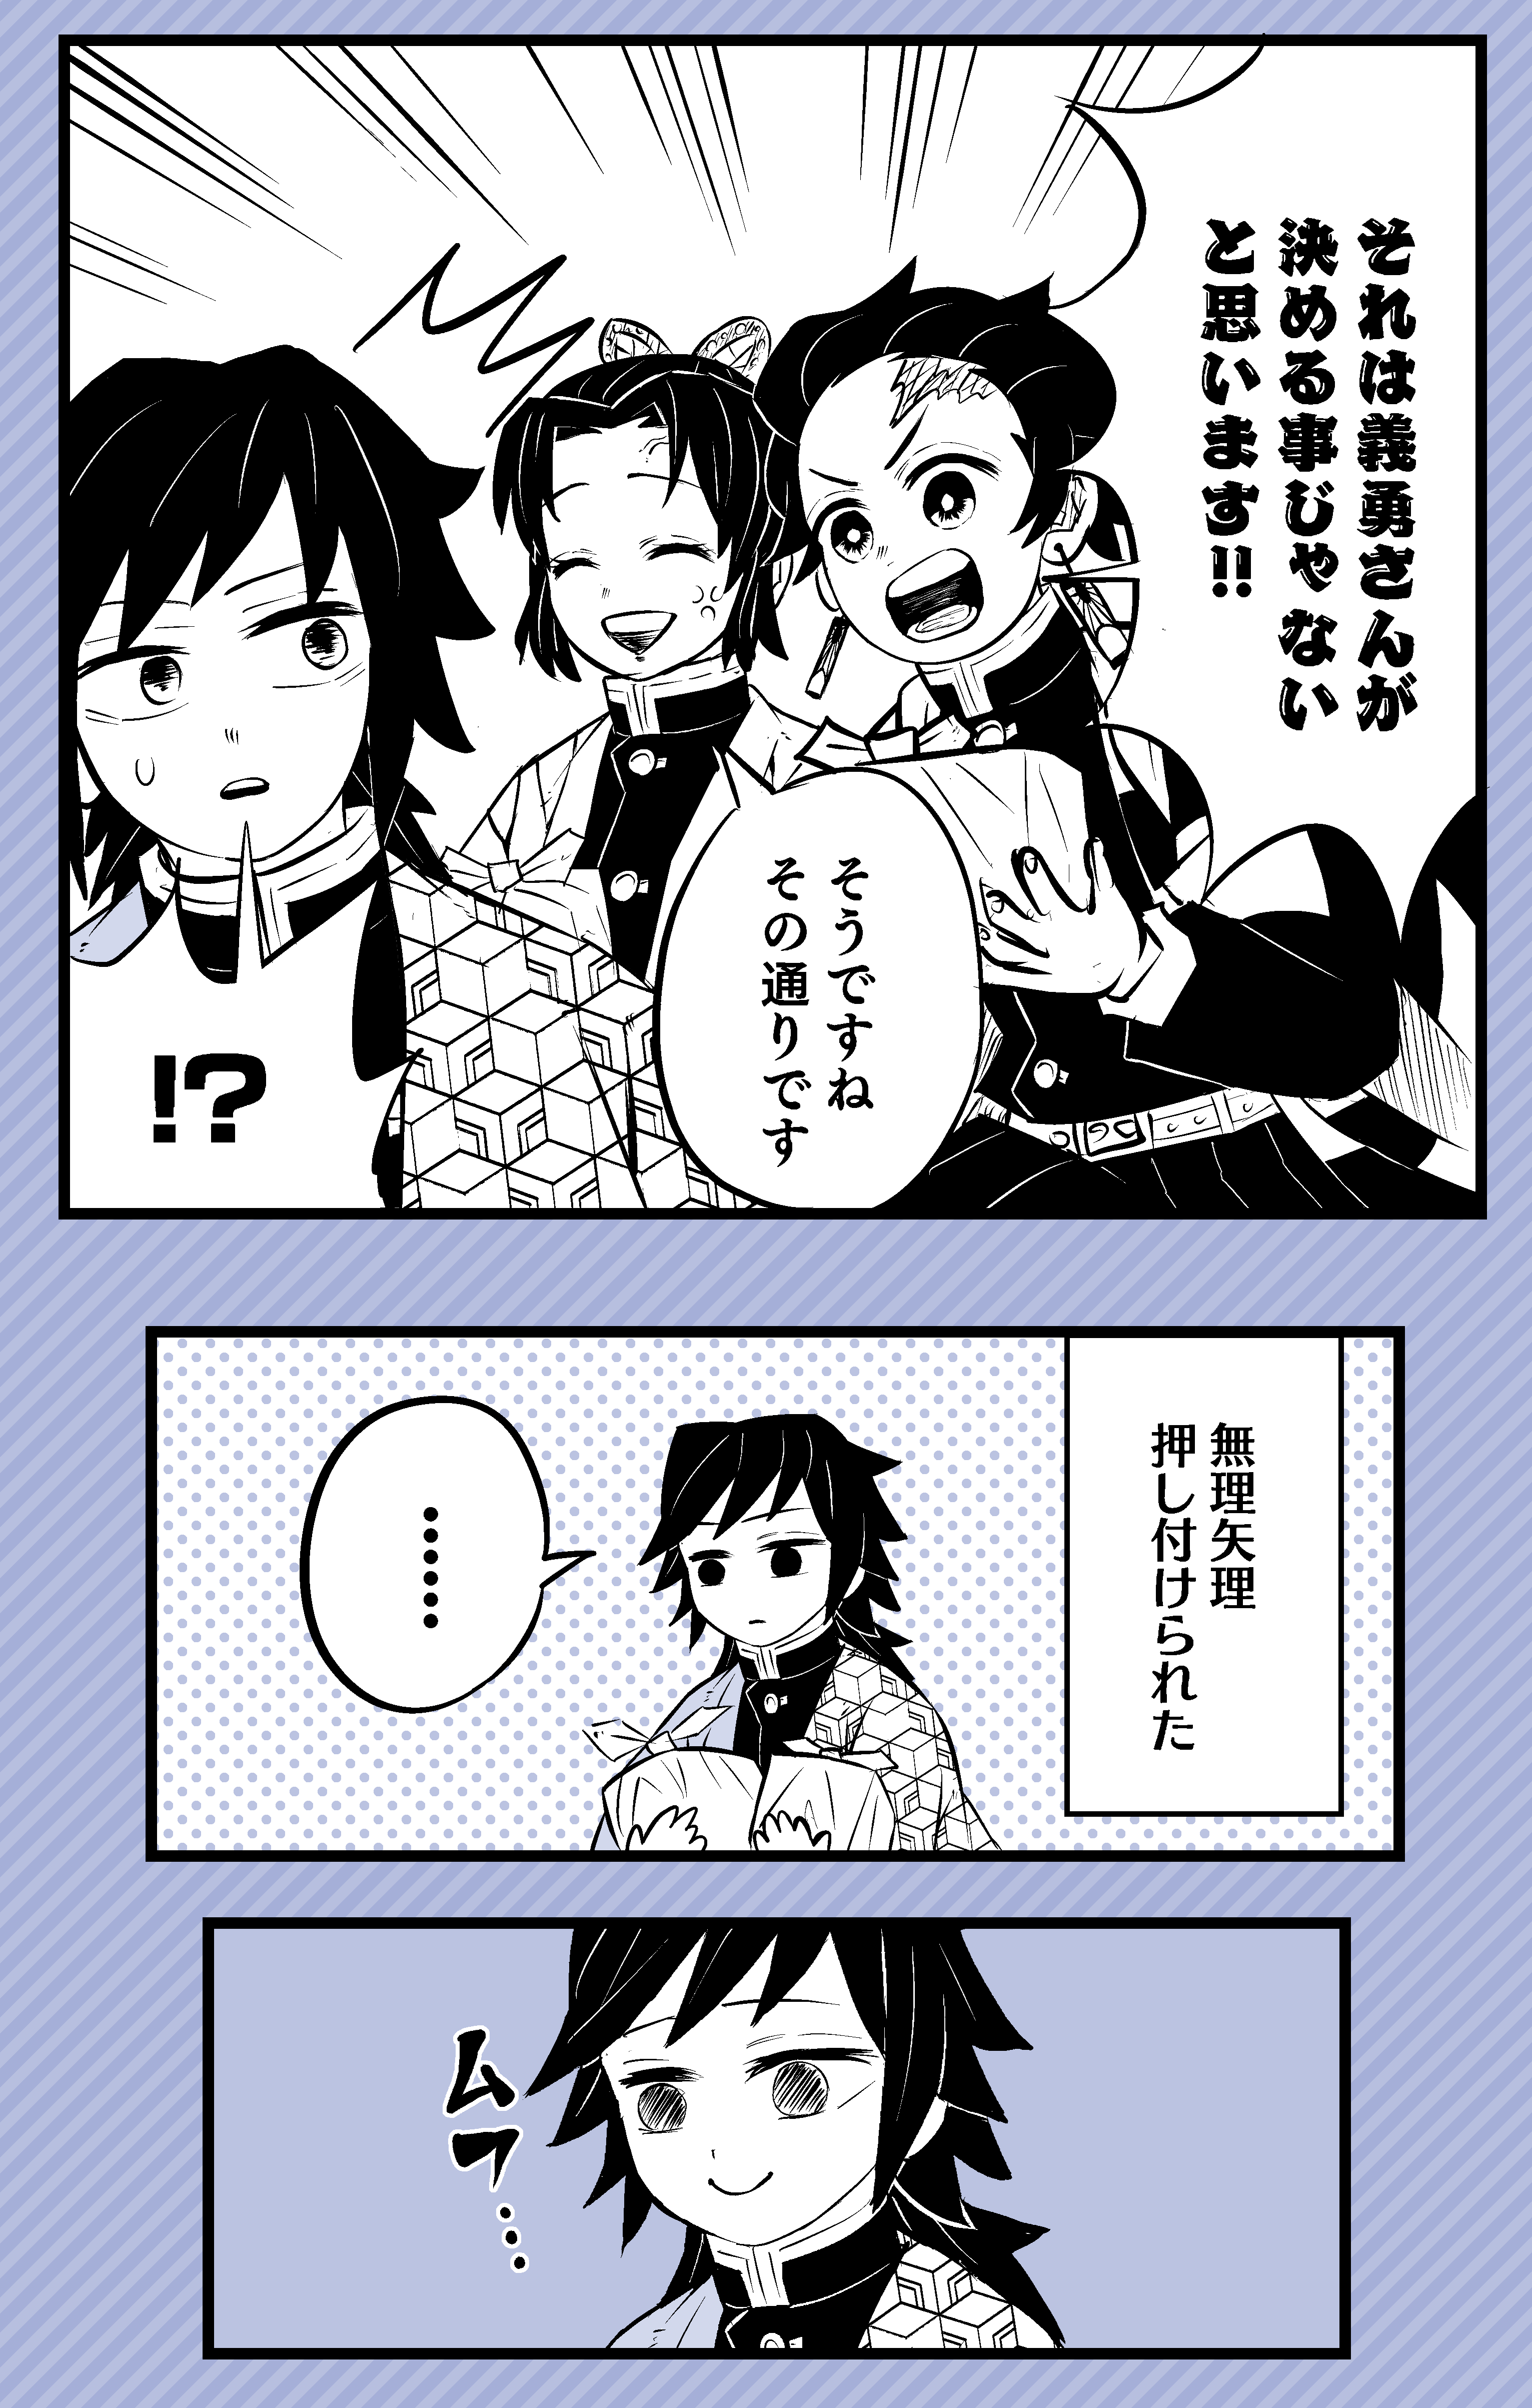 それは義勇さんが
決める事じゃない
と思います!!
そうですね
その通りです
!?
無理矢理
押し付けられた
……
ムフ…